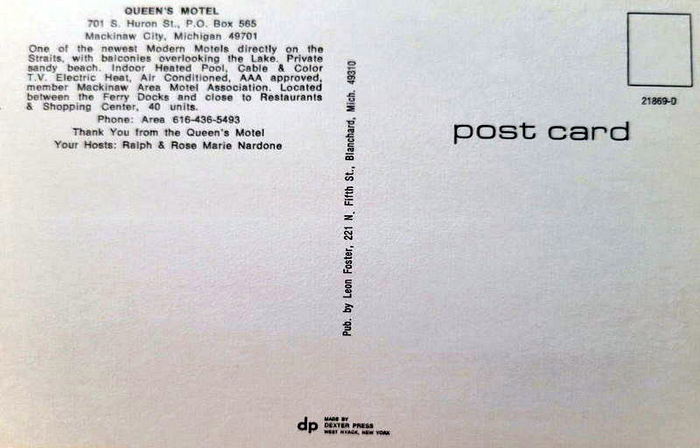 QUEEN'S MOTEL
701 S. Huron St., P.O. Box 565
Mackinaw City, Michigan 49701
One of the newest Modern Motels directly on the
Straits, with balconies overlooking the Lake. Private
sandy beach. Indoor Heated Pool, Cable & Color
T.V. Electric Heat, Air Conditioned, AAA approved,
member Mackinaw Area Motel Association. Located
between the Ferry Docks and close to Restaurants
& Shopping Center, 40 units.
Phone: Area 616-436-5493
Thank You from the Queen's Motel
Your Hosts: Ralph & Rose Marie Nardone
Pub. by Leon Foster, 221 N. Fifth St., Blanchard, Mich. 49310
21869-D
post card
dp
MADE BY
DEXTER PRESS
WEST NYACK, NEW YORK